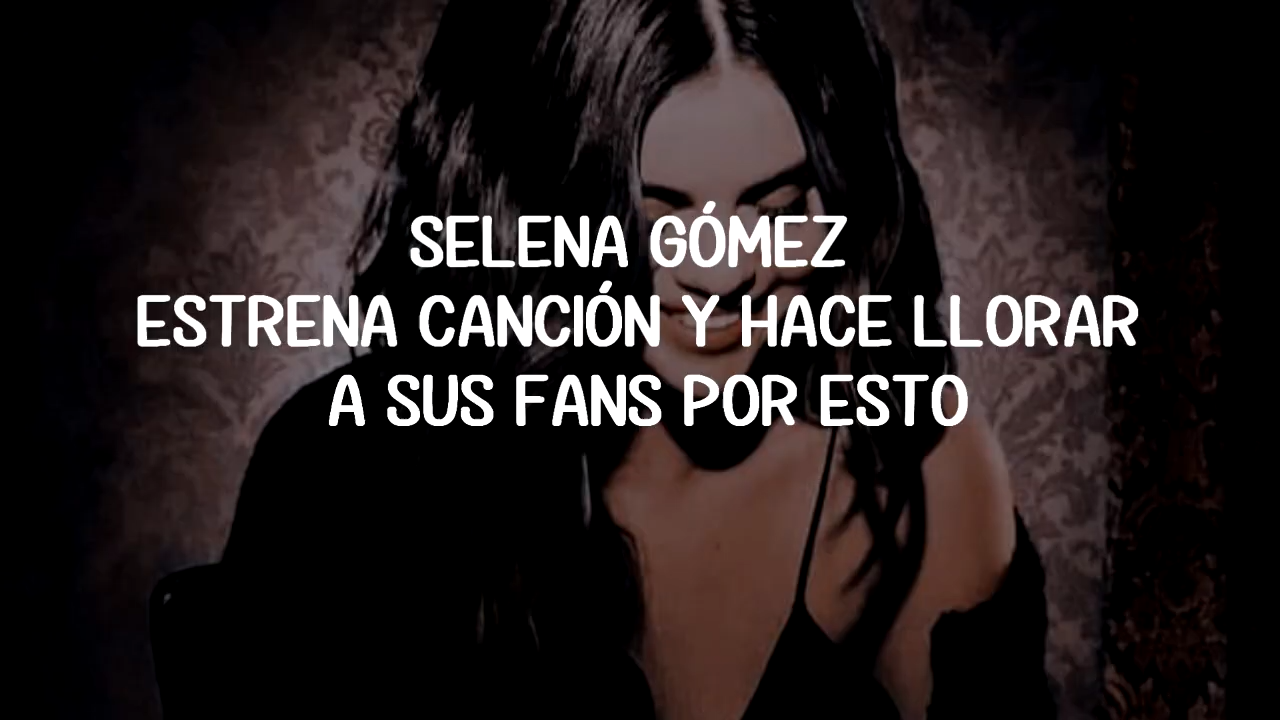 SELENA GÓMEZ
ESTRENA CANCIÓN Y HACE LLORAR
A SUS FANS POR ESTO